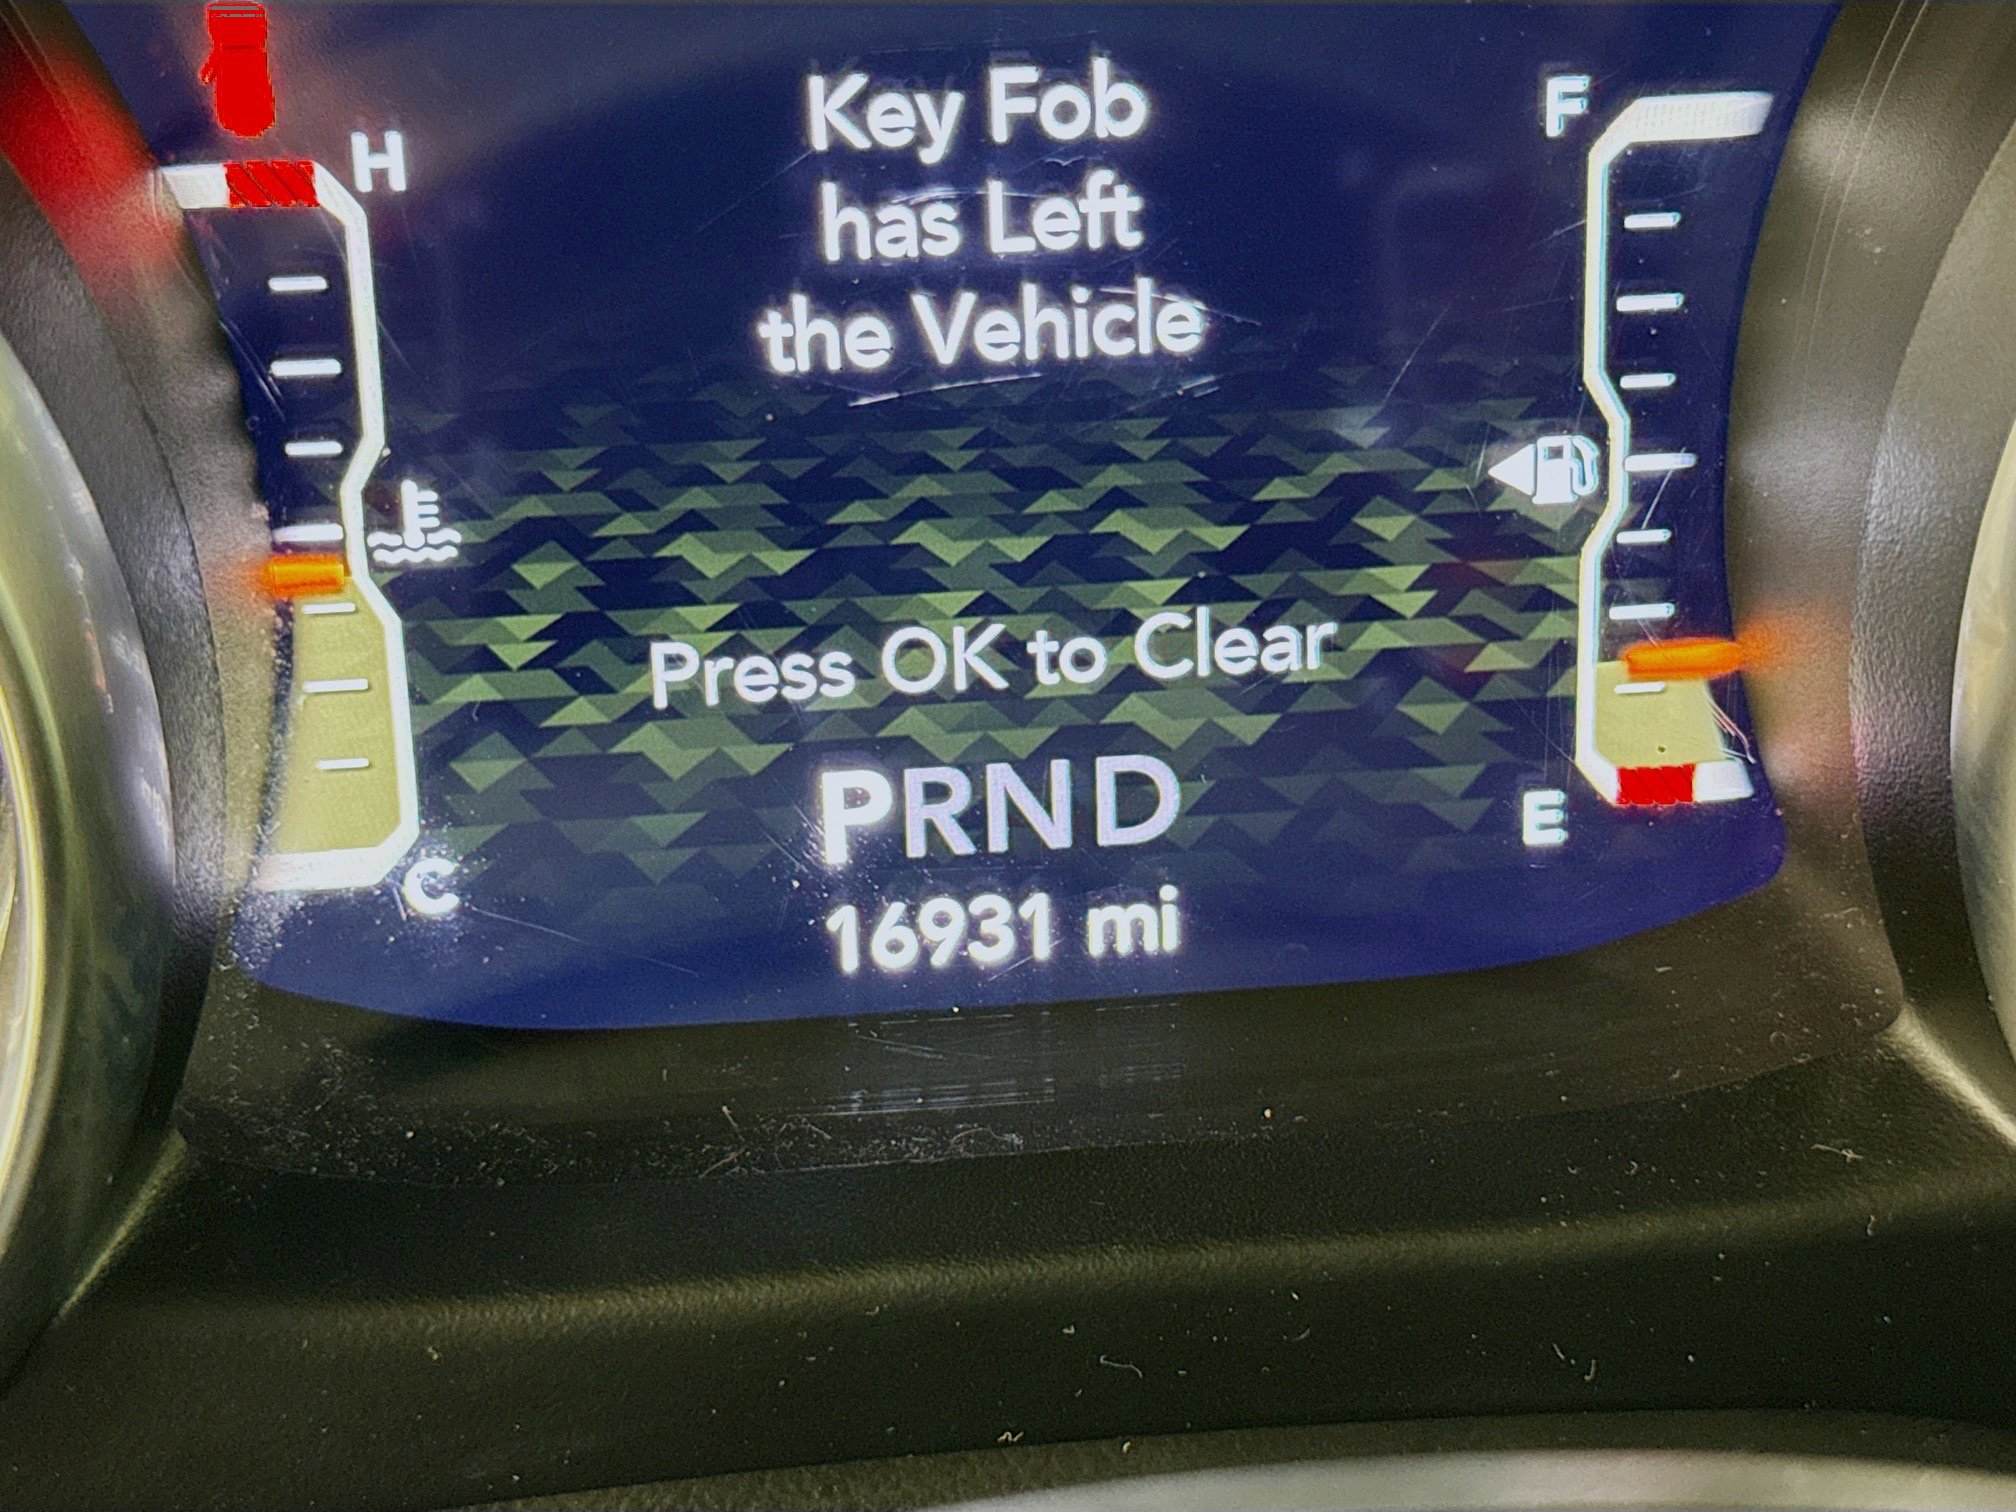 Key Fob
has Left
the Vehicle
H
F
Press OK to Clear
PRND
E
C
16931 mi